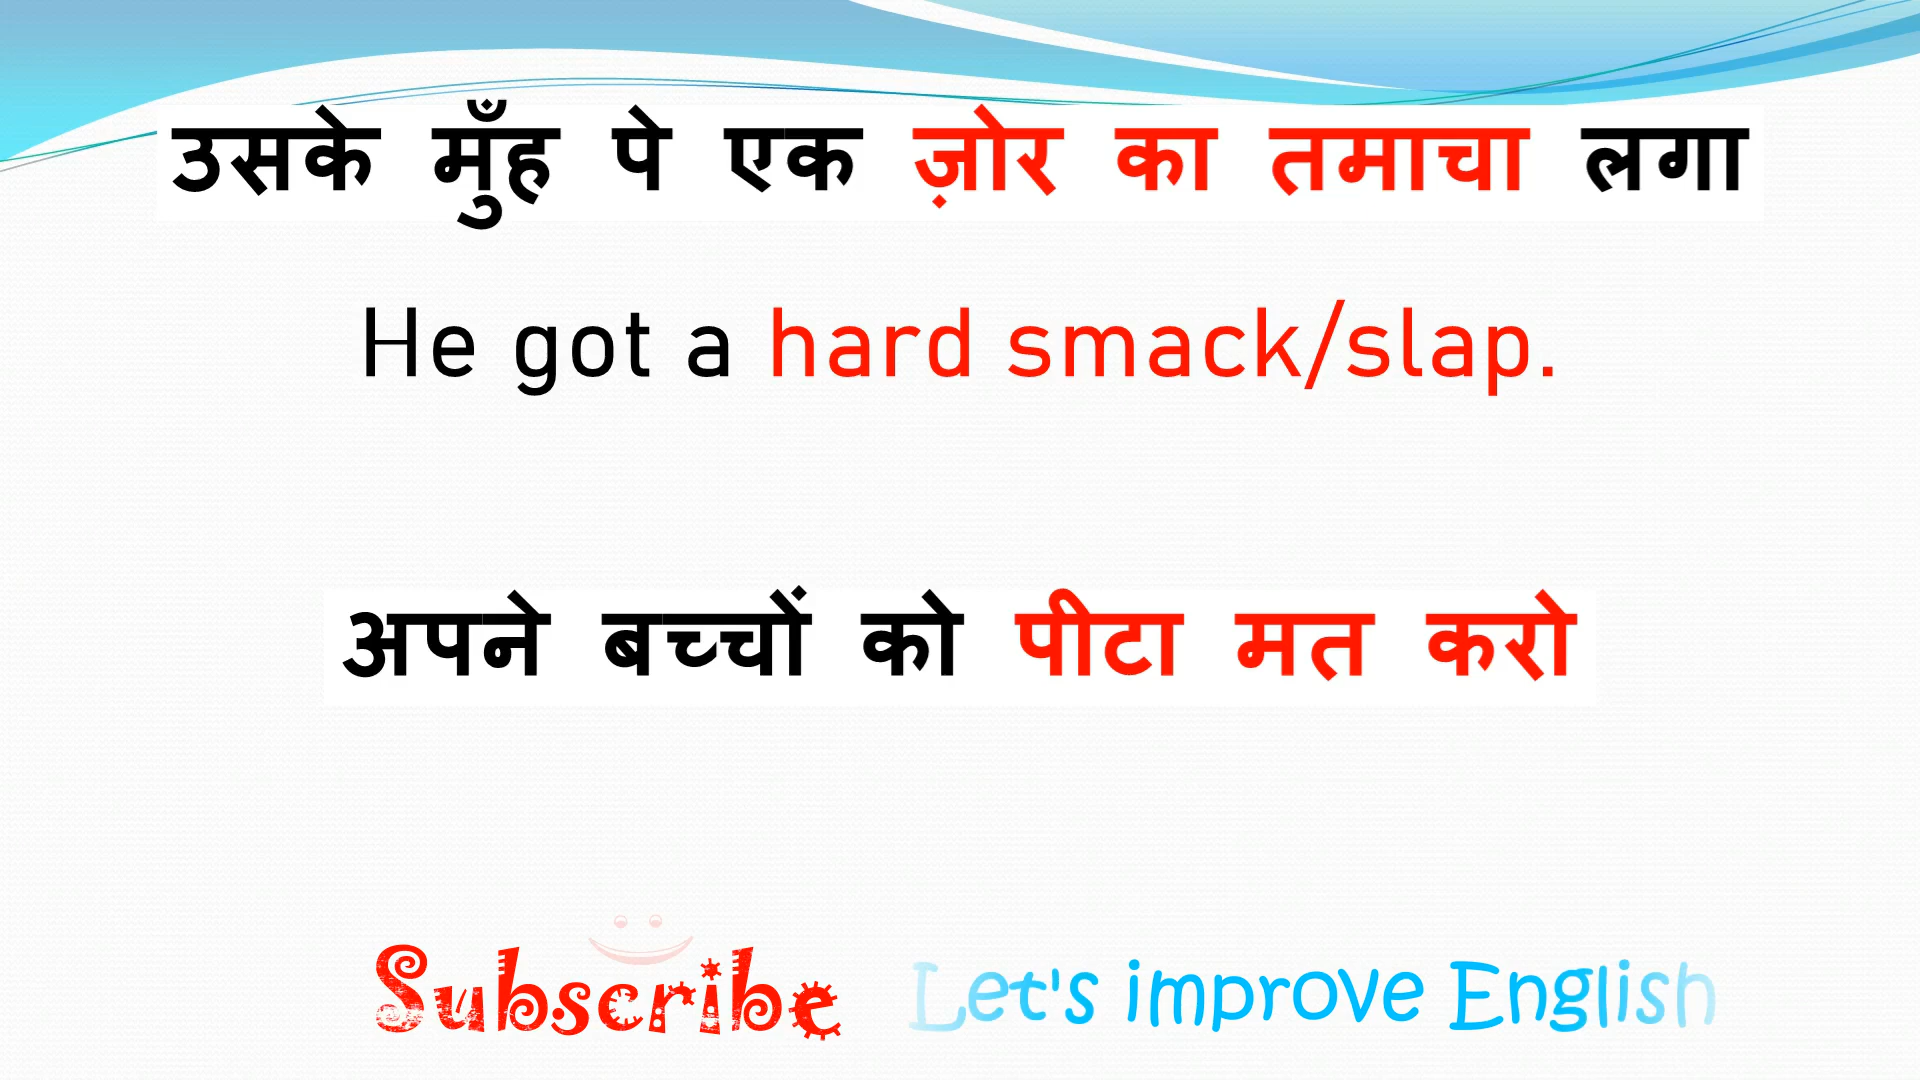 उसके मुँह पे एक ज़ोर का तमाचा लगा
He got a hard smack/slap.
अपने बच्चों को पीटा मत करो
Subscribe Let's improve English